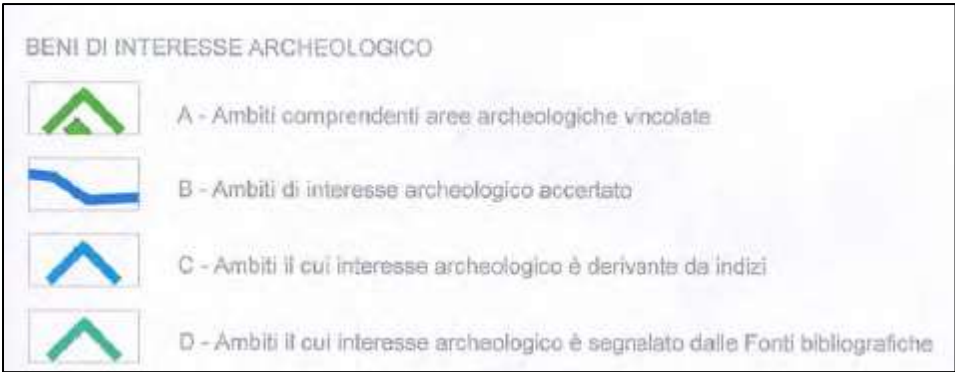 BENI DI INTERESSE ARCHEOLOGICO
A - Ambiti comprendenti aree archeologiche vincolate
B - Ambiti di interesse archeologico accertato
C - Ambiti il cui interesse archeologico è derivante da indizi
D - Ambiti il cui interesse archeologico è segnalato dalle Fonti bibliografiche